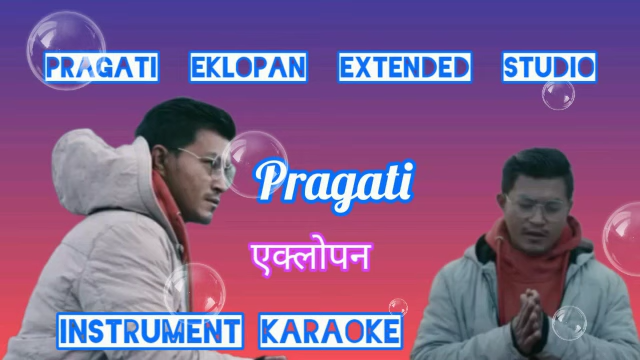 PRAGATI EKLOPAN EXTENDED STUDIO
Pragati
एक्लोपन
INSTRUMENT KARAOKE